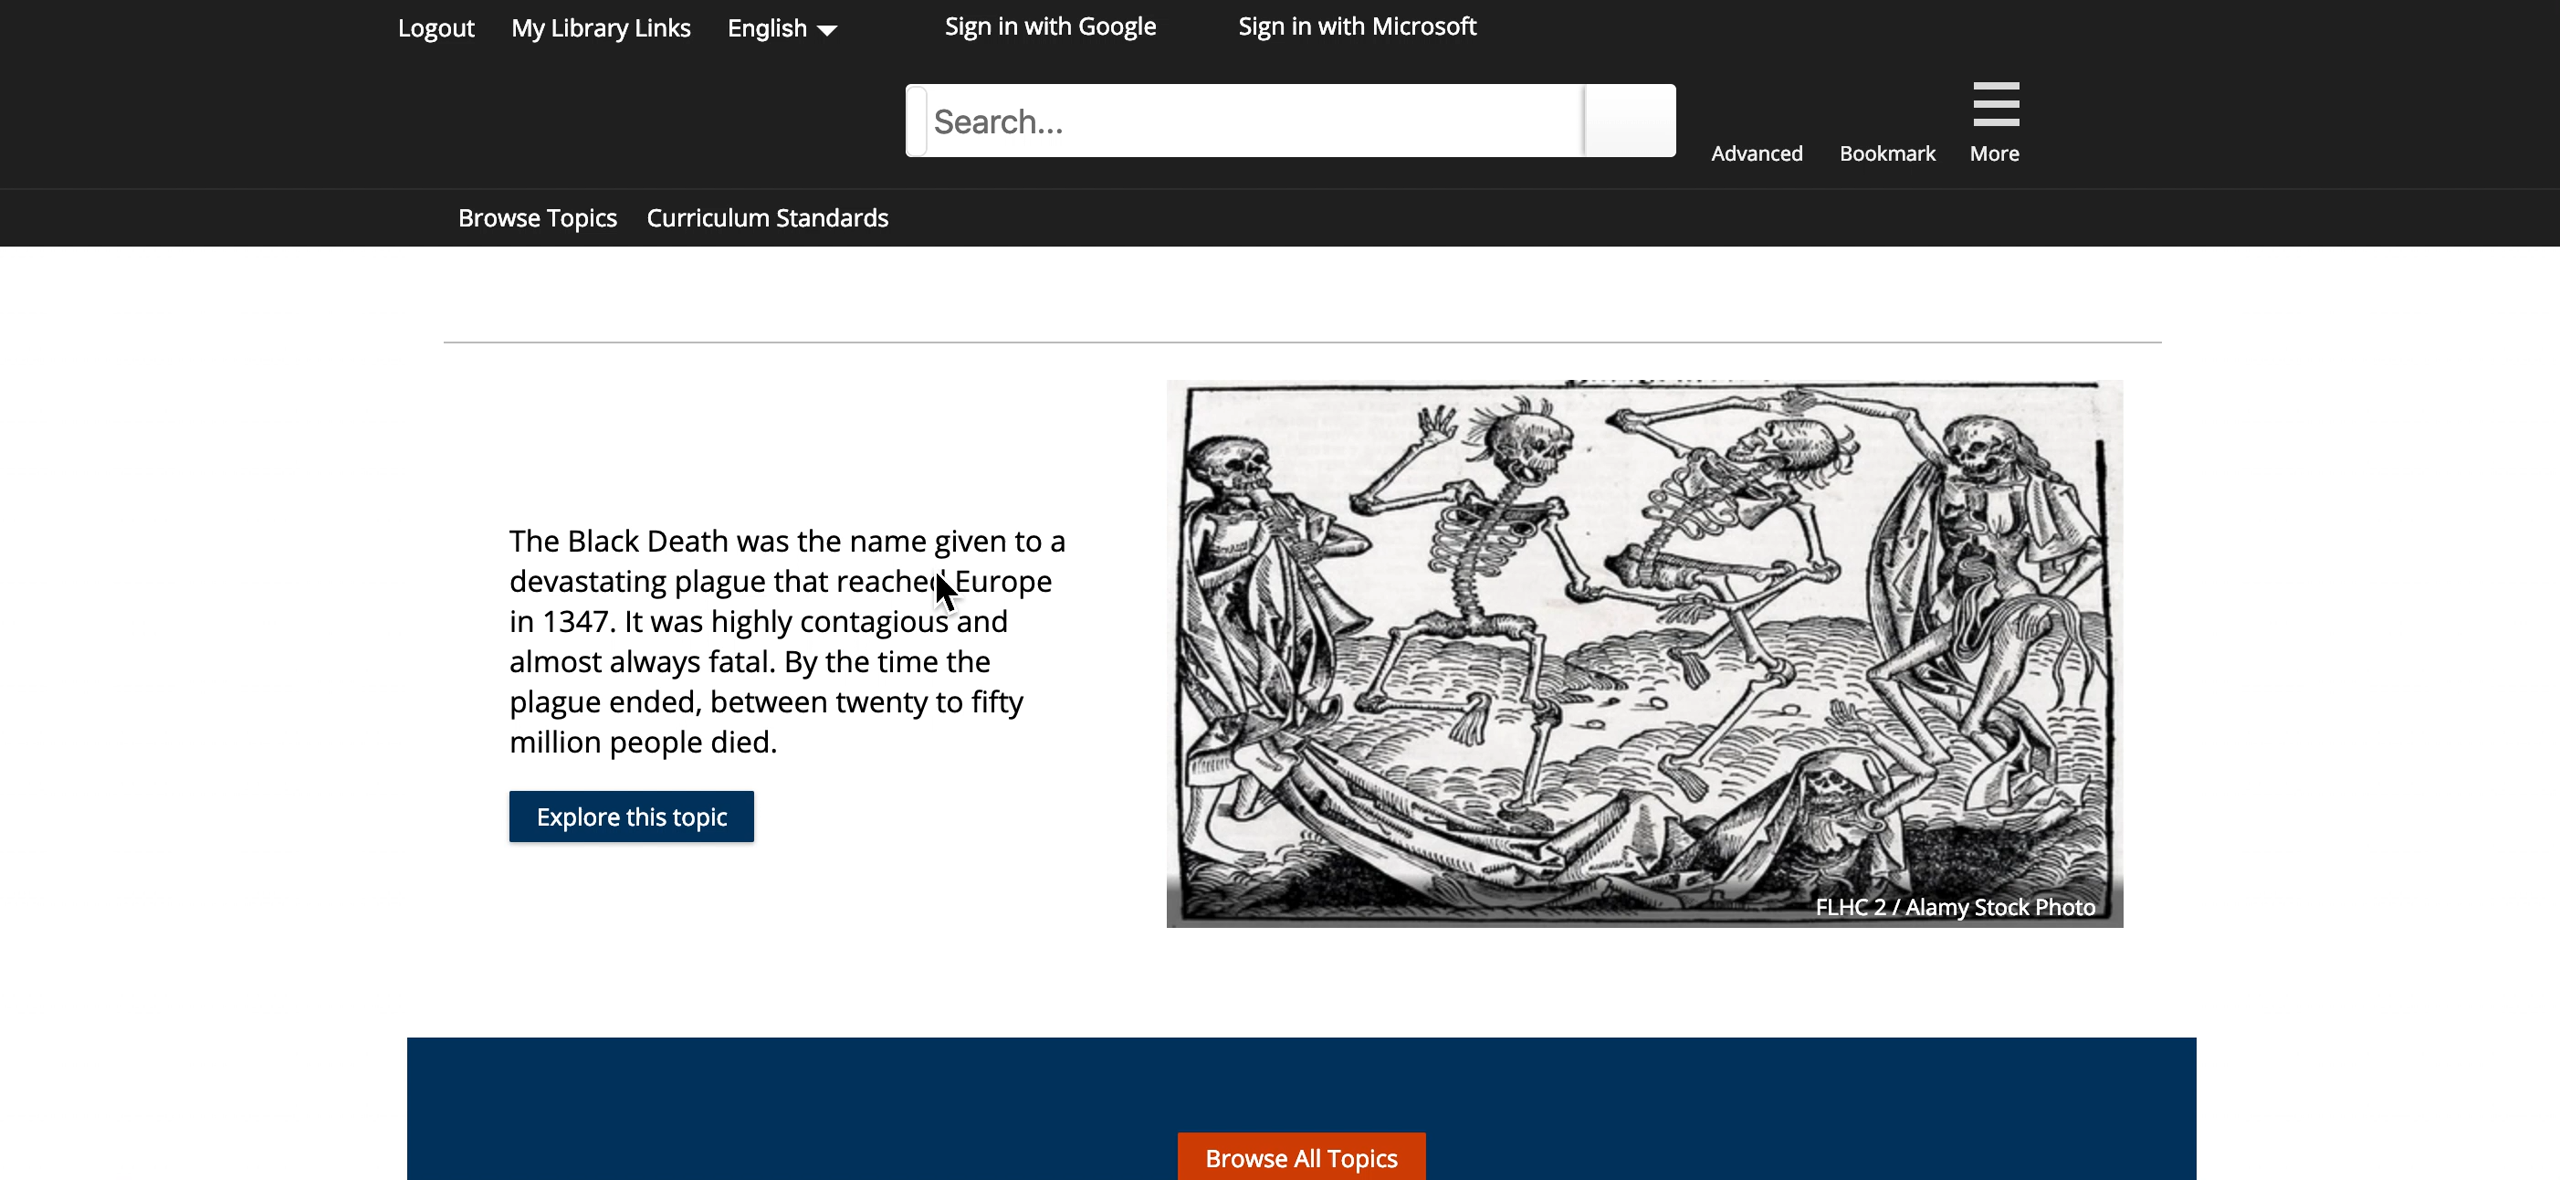 Logout My Library Links English Sign in with Google Sign in with Microsoft
Search...
Advanced Bookmark More
Browse Topics Curriculum Standards
The Black Death was the name given to a
devastating plague that reached Europe
in 1347. It was highly contagious and
almost always fatal. By the time the
plague ended, between twenty to fifty
million people died.
Explore this topic
FLHC 2 / Alamy Stock Photo
Browse All Topics